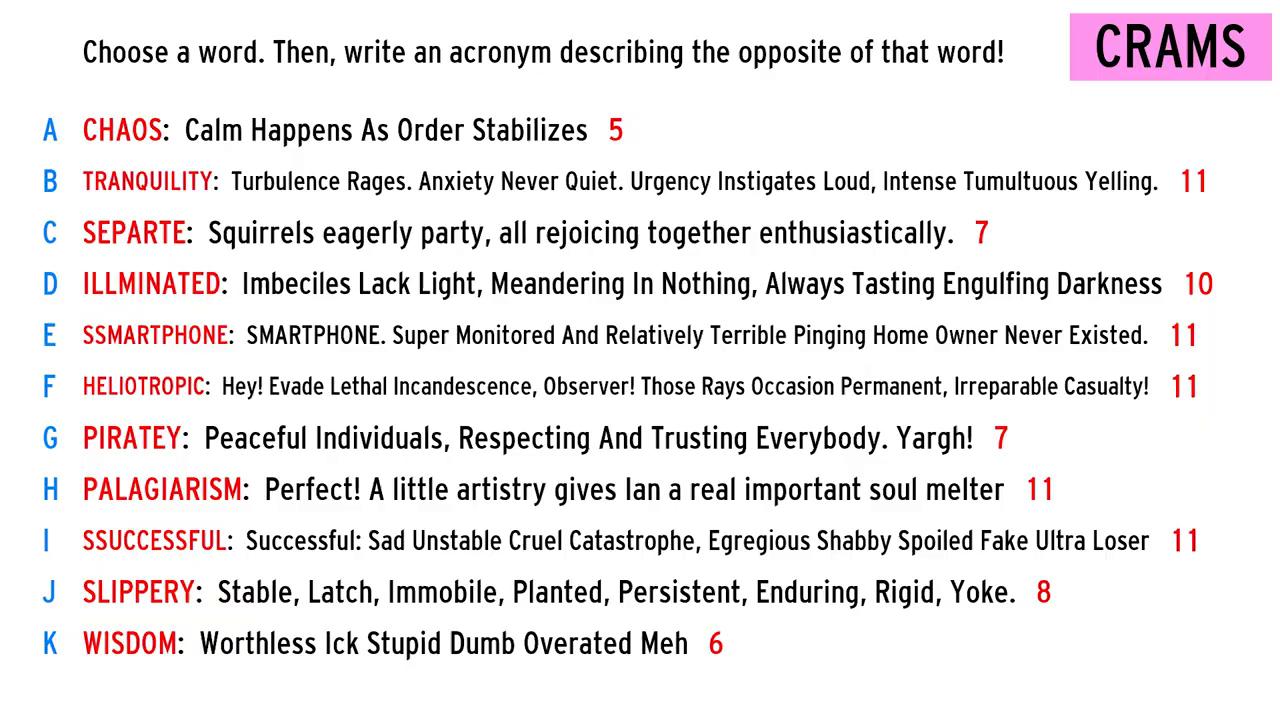 Choose a word. Then, write an acronym describing the opposite of that word!
CRAMS
A CHAOS: Calm Happens As Order Stabilizes 5
B TRANQUILITY: Turbulence Rages. Anxiety Never Quiet. Urgency Instigates Loud, Intense Tumultuous Yelling. 11
C SEPARTE: Squirrels eagerly party, all rejoicing together enthusiastically. 7
D ILLMINATED: Imbeciles Lack Light, Meandering In Nothing, Always Tasting Engulfing Darkness 10
E SSMARTPHONE: SMARTPHONE. Super Monitored And Relatively Terrible Pinging Home Owner Never Existed. 11
F HELIOTROPIC: Hey! Evade Lethal Incandescence, Observer! Those Rays Occasion Permanent, Irreparable Casualty! 11
G PIRATEY: Peaceful Individuals, Respecting And Trusting Everybody. Yargh! 7
H PALAGIARISM: Perfect! A little artistry gives Ian a real important soul melter 11
I SSUCCESSFUL: Successful: Sad Unstable Cruel Catastrophe, Egregious Shabby Spoiled Fake Ultra Loser 11
J SLIPPERY: Stable, Latch, Immobile, Planted, Persistent, Enduring, Rigid, Yoke. 8
K WISDOM: Worthless Ick Stupid Dumb Overated Meh 6